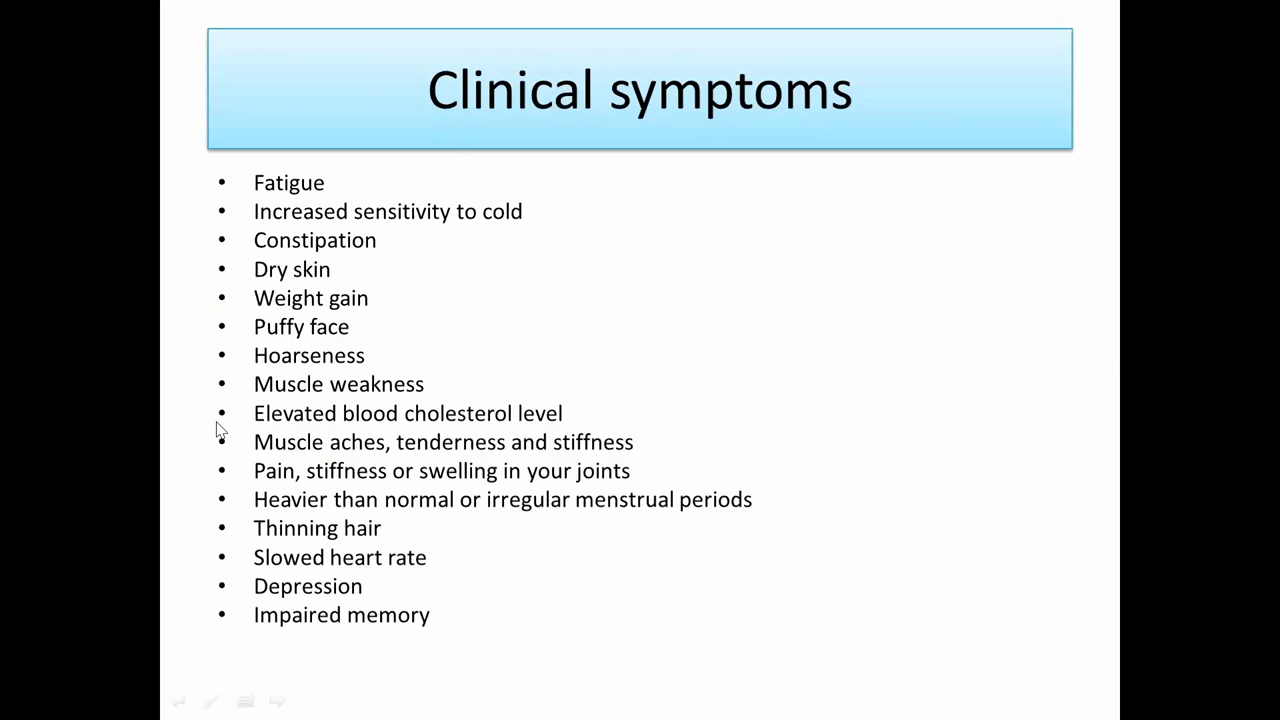 Clinical symptoms
• Fatigue
• Increased sensitivity to cold
• Constipation
• Dry skin
• Weight gain
• Puffy face
• Hoarseness
• Muscle weakness
• Elevated blood cholesterol level
• Muscle aches, tenderness and stiffness
• Pain, stiffness or swelling in your joints
• Heavier than normal or irregular menstrual periods
• Thinning hair
• Slowed heart rate
• Depression
• Impaired memory